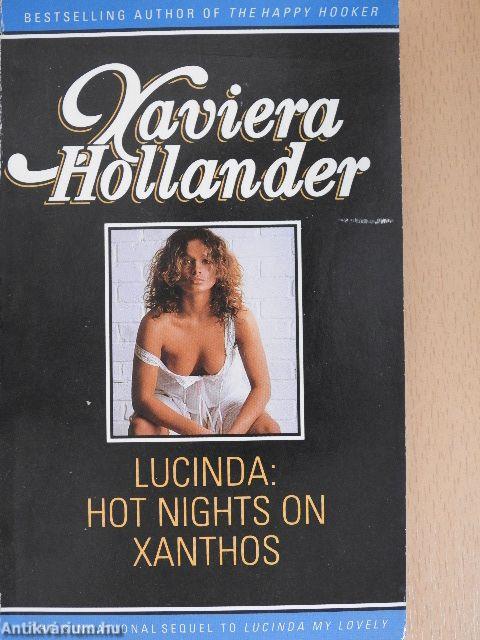 BESTSELLING AUTHOR OF THE HAPPY HOOKER
Xaviera
Hollander
LUCINDA:
HOT NIGHTS ON
XANTHOS
SEQUEL TO LUCINDA MY LOVELY
Antikvárium.hu